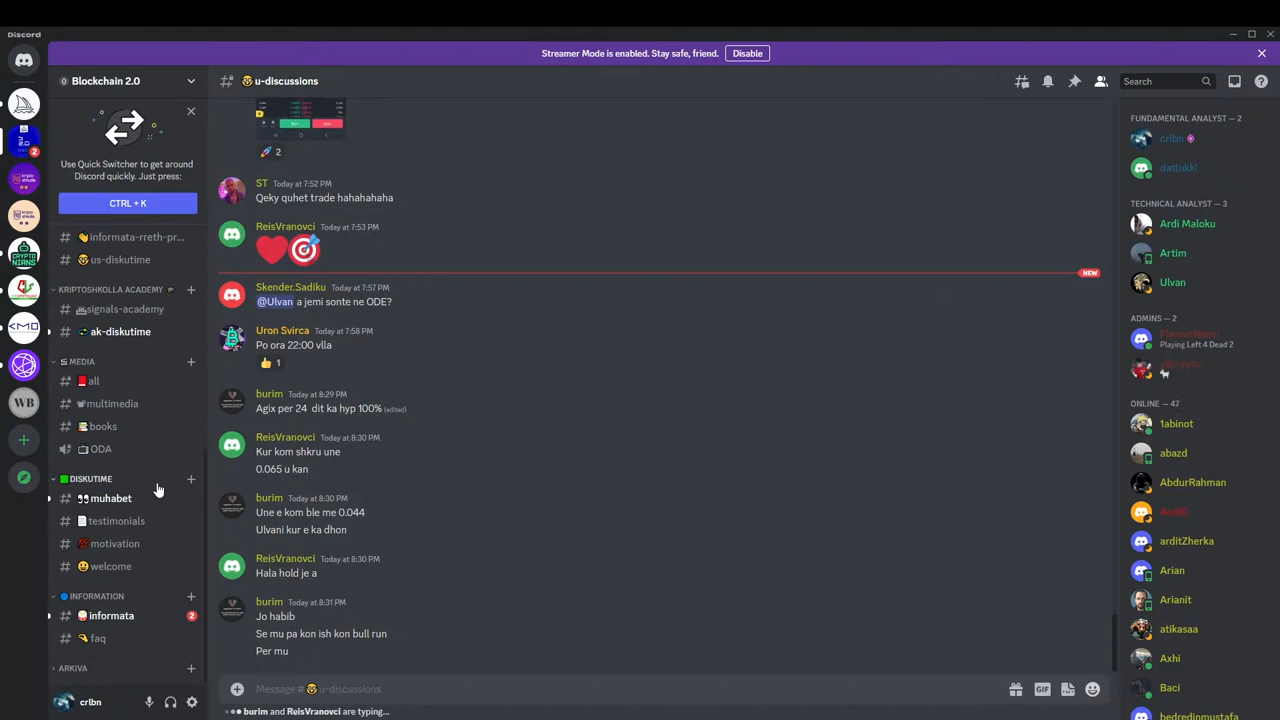 Discord
Streamer Mode is enabled. Stay safe, friend.
Disable
Blockchain 2.0
u-discussions
Search
Use Quick Switcher to get around
Discord quickly. Just press:
CTRL + K
informata-rreth-pr...
us-diskutime
KRIPTOSHKOLLA ACADEMY
signals-academy
ak-diskutime
MEDIA
all
multimedia
books
ODA
DISKUTIME
muhabet
testimonials
motivation
welcome
INFORMATION
informata
2
faq
ARKIVA
crlbn
2
ST Today at 7:52 PM
Qeky quhet trade hahahahaha
ReisVranovci Today at 7:53 PM
NEW
Skender.Sadiku Today at 7:57 PM
@Ulvan a jemi sonte ne ODE?
Uron Svirca Today at 7:58 PM
Po ora 22:00 vlla
1
burim Today at 8:29 PM
Agix per 24 dit ka hyp 100% (edited)
ReisVranovci Today at 8:30 PM
Kur kom shkru une
0.065 u kan
burim Today at 8:30 PM
Une e kom ble me 0.044
Ulvani kur e ka dhon
ReisVranovci Today at 8:30 PM
Hala hold je a
burim Today at 8:31 PM
Jo habib
Se mu pa kon ish kon bull run
Per mu
Message #u-discussions
GIF
burim and ReisVranovci are typing...
FUNDAMENTAL ANALYST — 2
crlbn
dattukki
TECHNICAL ANALYST — 3
Ardi Maloku
Artim
Ulvan
ADMINS — 2
Playing Left 4 Dead 2
ONLINE — 47
1abinot
abazd
AbdurRahman
arditZherka
Arian
Arianit
atikasaa
Axhi
Baci
bedredinmustafa
WB
2